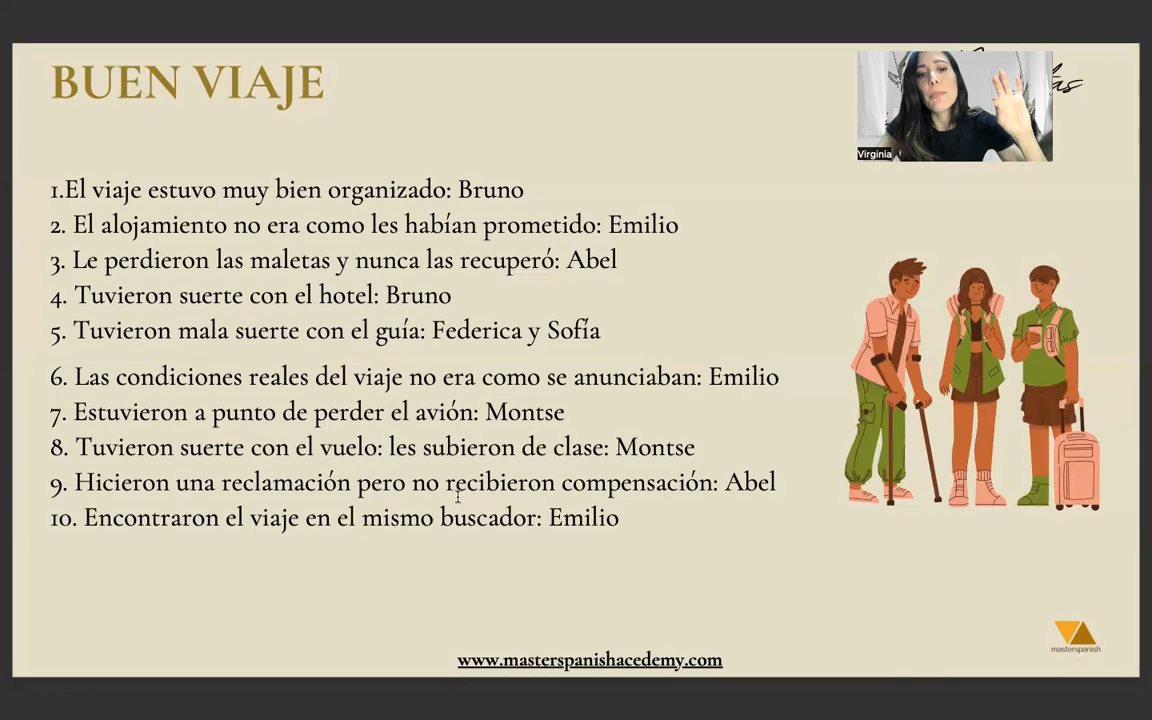 BUEN VIAJE
Virginia
1.El viaje estuvo muy bien organizado: Bruno
2. El alojamiento no era como les habían prometido: Emilio
3. Le perdieron las maletas y nunca las recuperó: Abel
4. Tuvieron suerte con el hotel: Bruno
5. Tuvieron mala suerte con el guía: Federica y Sofía
6. Las condiciones reales del viaje no era como se anunciaban: Emilio
7. Estuvieron a punto de perder el avión: Montse
8. Tuvieron suerte con el vuelo: les subieron de clase: Montse
9. Hicieron una reclamación pero no recibieron compensación: Abel
10. Encontraron el viaje en el mismo buscador: Emilio
masterspanish
www.masterspanishacedemy.com